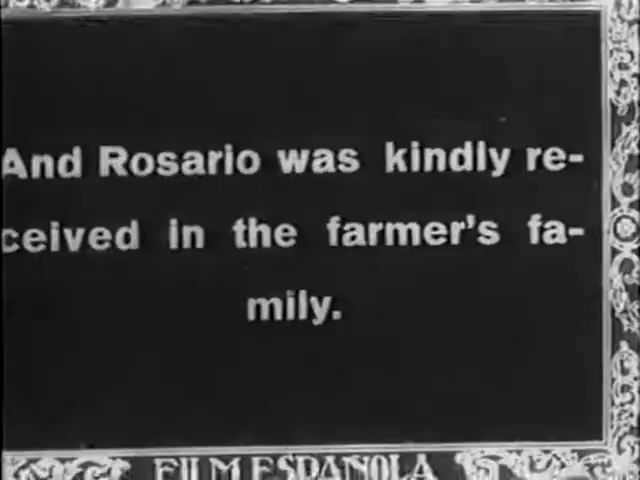 And Rosario was kindly re-
ceived in the farmer's fa-
mily.
FILM ESPAÑOLA